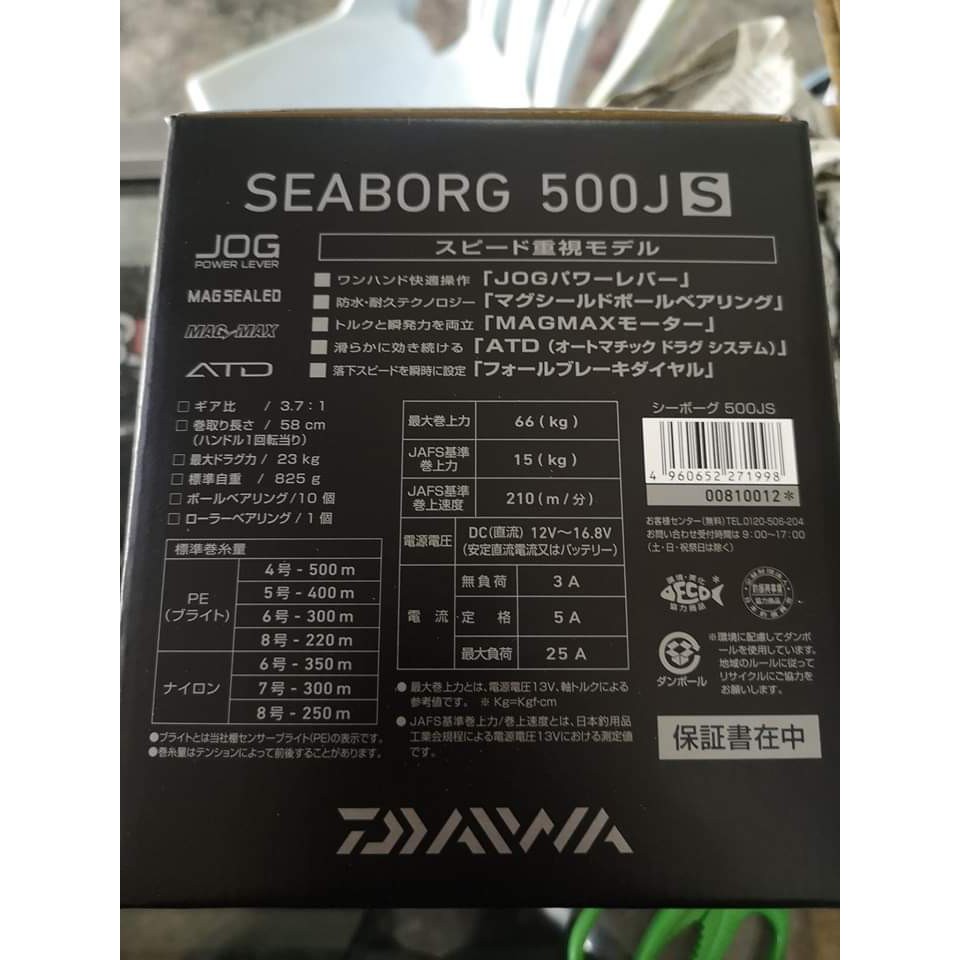 SEABORG 500J S
JOG
POWER LEVER
スピード重視モデル
■ ワンハンド快適操作「JOGパワーレバー」
MAGSEALED
■ 防水・耐久テクノロジー「マグシールドボールベアリング」
MAG-MAX
■ トルクと瞬発力を両立「MAGMAXモーター」
ATD
■ 滑らかに効き続ける「ATD(オートマチック ドラグ システム)」
■ 落下スピードを瞬時に設定「フォールブレーキダイヤル」
□ ギア比 / 3.7:1
□ 巻取り長さ / 58 cm
(ハンドル1回転当り)
□ 最大ドラグ力 / 23 kg
□ 標準自重 / 825 g
□ ボールベアリング/10 個
□ ローラーベアリング/1 個
標準巻糸量
PE
(ブライト)
4号-500 m
5号-400 m
6号-300 m
8号-220 m
ナイロン
6号-350 m
7号-300 m
8号-250 m
●ブライトとは当社棚センサーブライト(PE)の表示です。
●巻糸量はテンションによって前後することがあります。
最大巻上力 66(kg)
JAFS基準
巻上力 15(kg)
JAFS基準
巻上速度 210(m/分)
電源電圧 DC(直流) 12V〜16.8V
(安定直流電流又はバッテリー)
電流
無負荷 3 A
定格 5 A
最大負荷 25 A
●最大巻上力とは、電源電圧13V、軸トルクによる
参考値です。 ※Kg=Kgf・cm
●JAFS基準巻上力/巻上速度とは、日本釣用品
工業会規程による電源電圧13Vにおける測定値
です。
シーボーグ 500JS
4 960652 271998
00810012*
お客様センター(無料)TEL.0120-506-204
お問い合わせ受付時間は 9:00〜17:00
(土・日・祝祭日は除く)
環境・美化
ECO
協力商品
協力商品
ダンボール
※環境に配慮してダンボ
ールを使用しています。
地域のルールに従って
リサイクルにご協力を
お願いします。
保証書在中
DAIWA